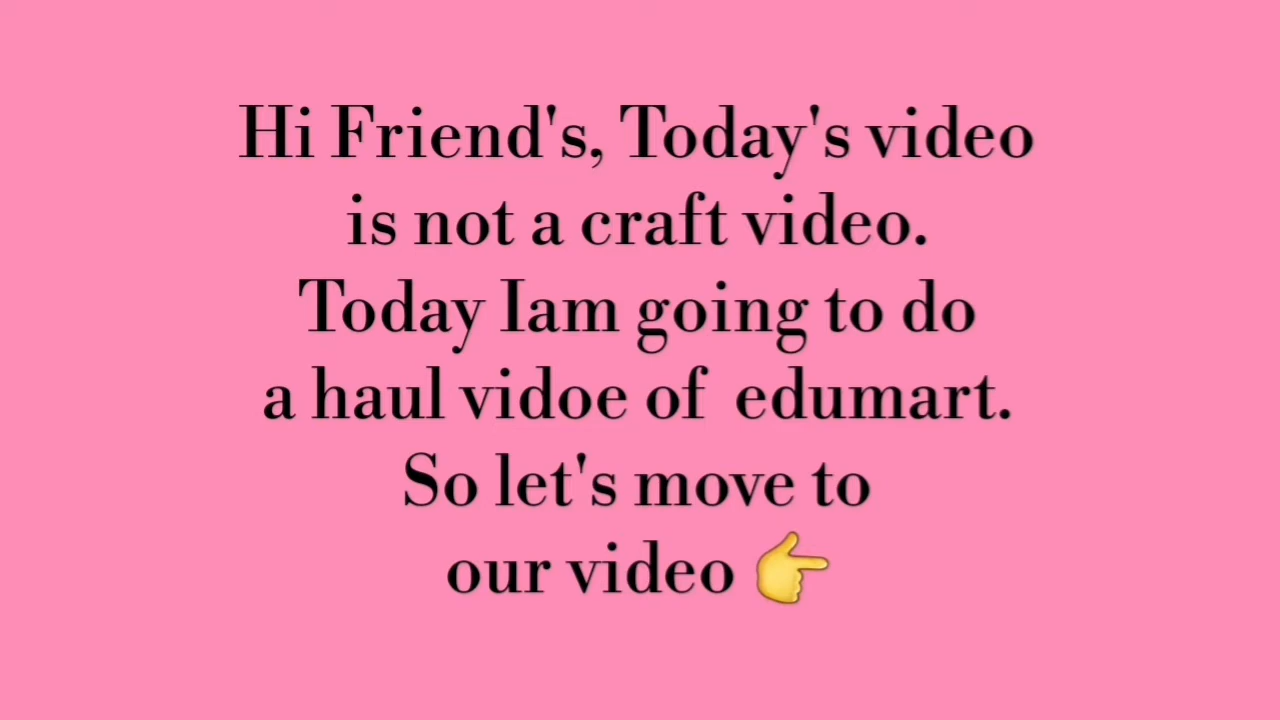 Hi Friend's, Today's video
is not a craft video.
Today Iam going to do
a haul vidoe of edumart.
So let's move to
our video 👉